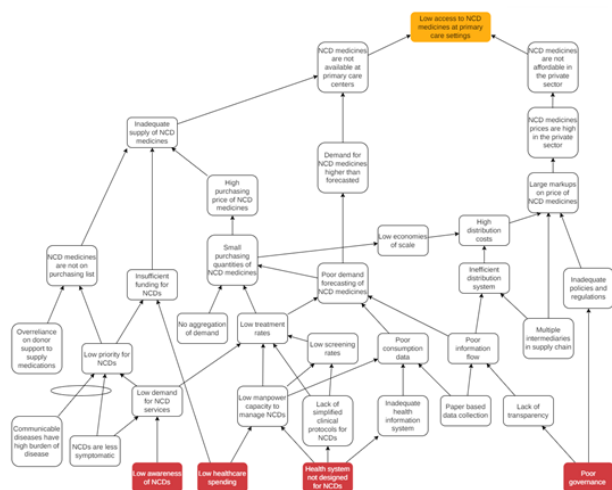 Low access to NCD
medicines at primary care
settings
NCD medicines
are not
available at
primary care
centers
NCD medicines
are not
affordable in
the private
sector
Inadequate
supply of NCD
medicines
Demand for
NCD medicines
higher than
forecasted
NCD medicines
prices are high
in the private
sector
High
purchasing
price of NCD
medicines
Large markups
on price of NCD
medicines
NCD medicines
are not on
purchasing list
Insufficient
funding for
NCDs
Small
purchasing
quantities of
NCD medicines
Low economies
of scale
High
distribution
costs
Poor demand
forecasting of
NCD medicines
Inefficient
distribution
system
Inadequate
policies and
regulations
Overreliance
on donor
support to
supply
medications
No aggregation
of demand
Low treatment
rates
Multiple
intermediaries
in supply chain
Low priority for
NCDs
Low screening
rates
Poor
consumption
data
Poor
information
flow
Low demand
for NCD
services
Low manpower
capacity to
manage NCDs
Lack of
simplified
clinical
protocols for
NCDs
Inadequate
health
information
system
Paper based
data collection
Lack of
transparency
Communicable
diseases have
high burden of
disease
NCDs are less
symptomatic
Low awareness
of NCDs
Low healthcare
spending
Health system
not designed
for NCDs
Poor
governance